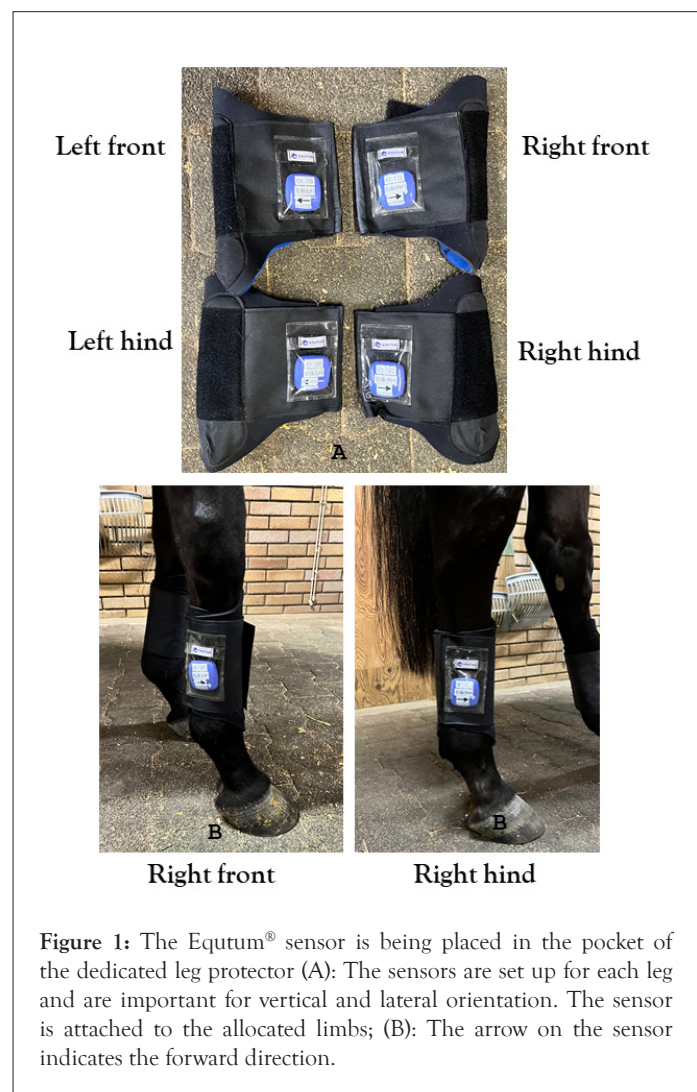 Left front
Right front
Left hind
Right hind
A
B
B
Right front
Right hind
Figure 1: The Equtum® sensor is being placed in the pocket of
the dedicated leg protector (A): The sensors are set up for each leg
and are important for vertical and lateral orientation. The sensor
is attached to the allocated limbs; (B): The arrow on the sensor
indicates the forward direction.